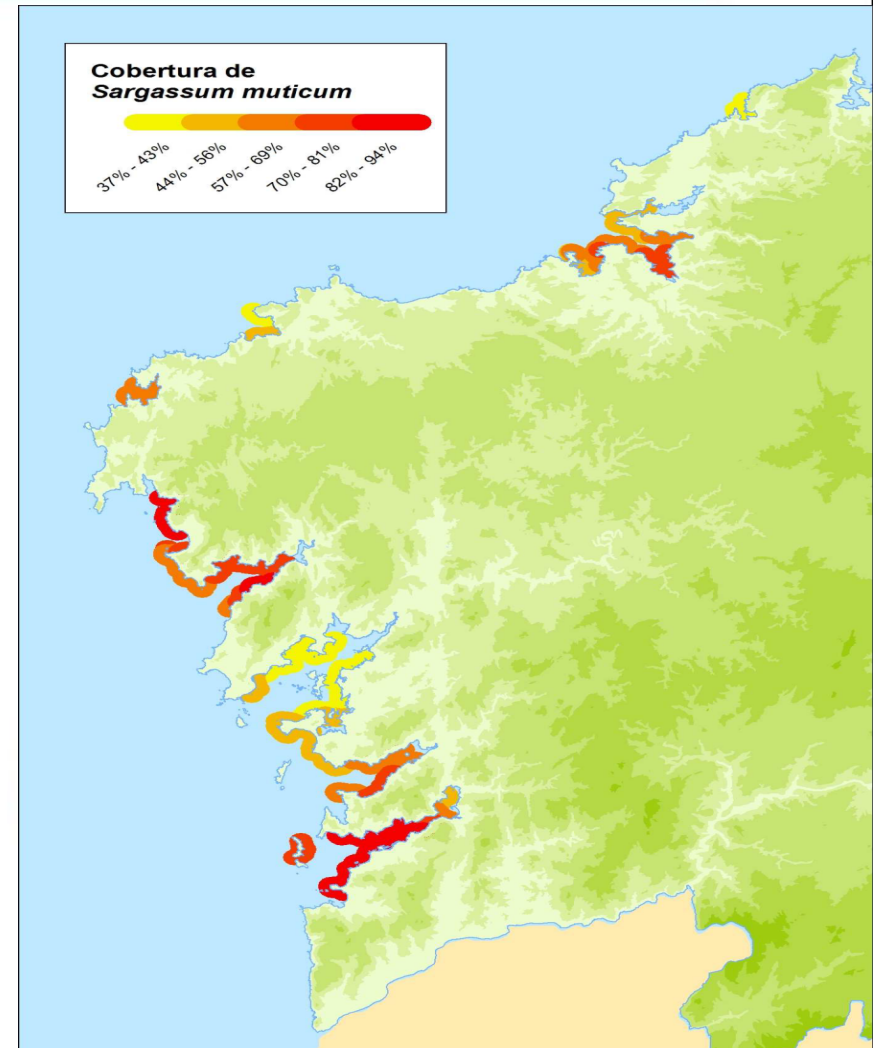 Cobertura de
Sargassum muticum
37% - 43%
44% - 56%
57% - 69%
70% - 81%
82% - 94%